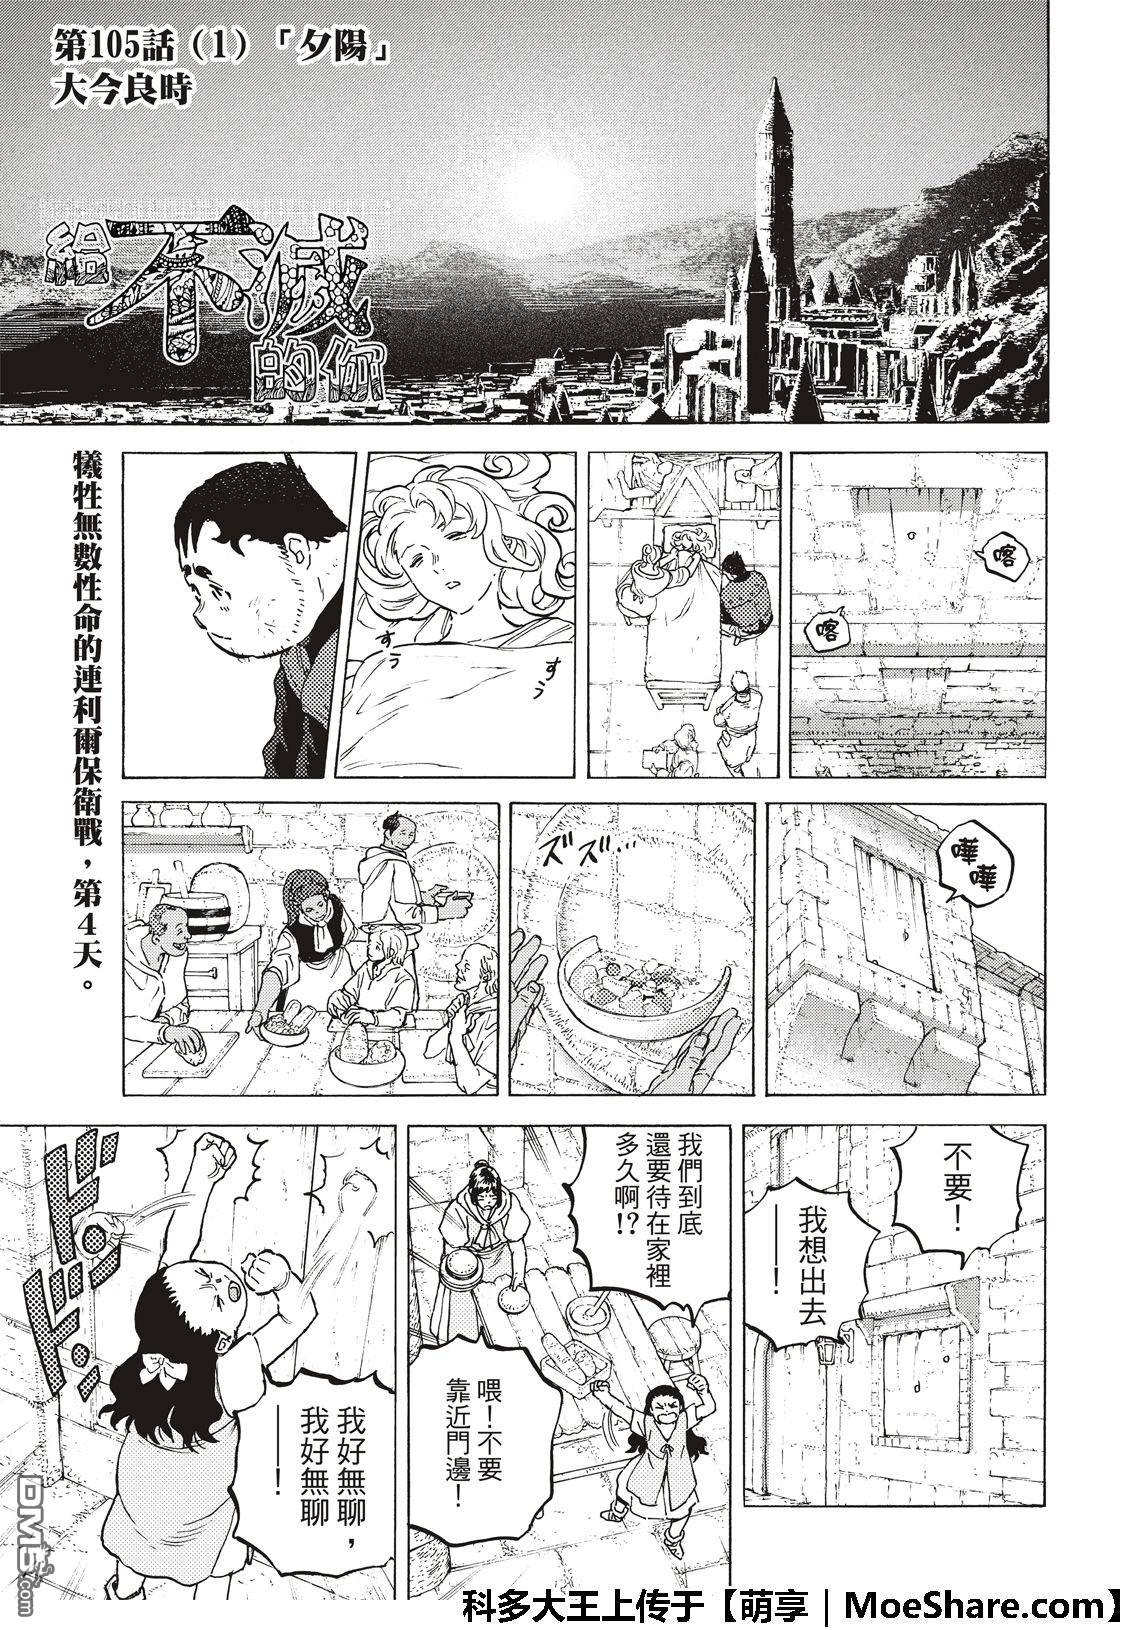 第105話（1）「夕陽」
大今良時
給不滅
的你
犧牲無數性命的連利爾保衛戰，第4天。
喀
喀
すぅ
すぅ
嘩
嘩
ズズ…
不要！
我想出去
——！
我們到底
還要待在家裡
多久啊!?
喂！不要
靠近門邊！
我好無聊，
我好無聊
——！
ドン
ドド…
DM5.com
科多大王上传于【萌享｜MoeShare.com】